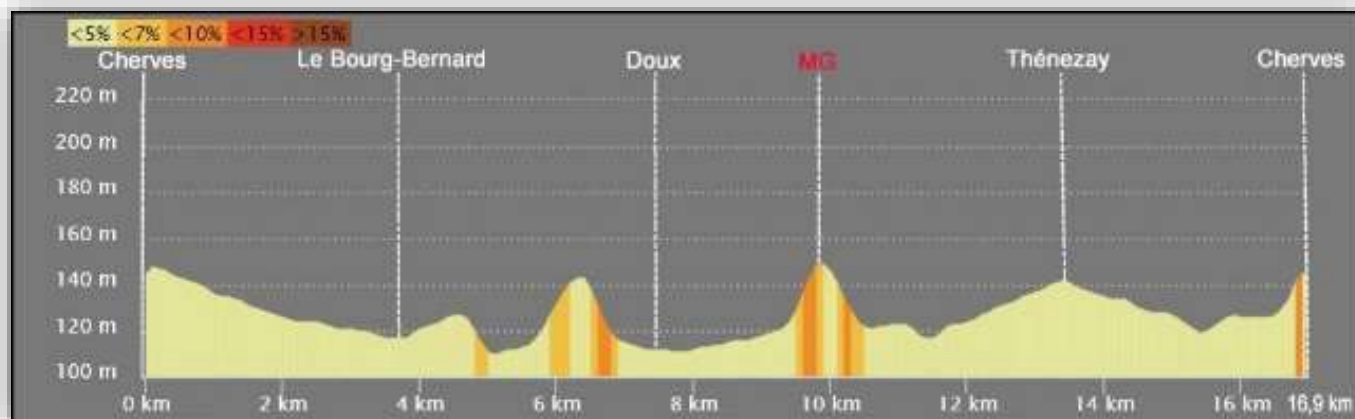 <5% <7% <10% <15% >15%
Cherves Le Bourg-Bernard Doux MG Thénezay Cherves
220 m
200 m
180 m
160 m
140 m
120 m
100 m
0 km 2 km 4 km 6 km 8 km 10 km 12 km 14 km 16 km 16,9 km